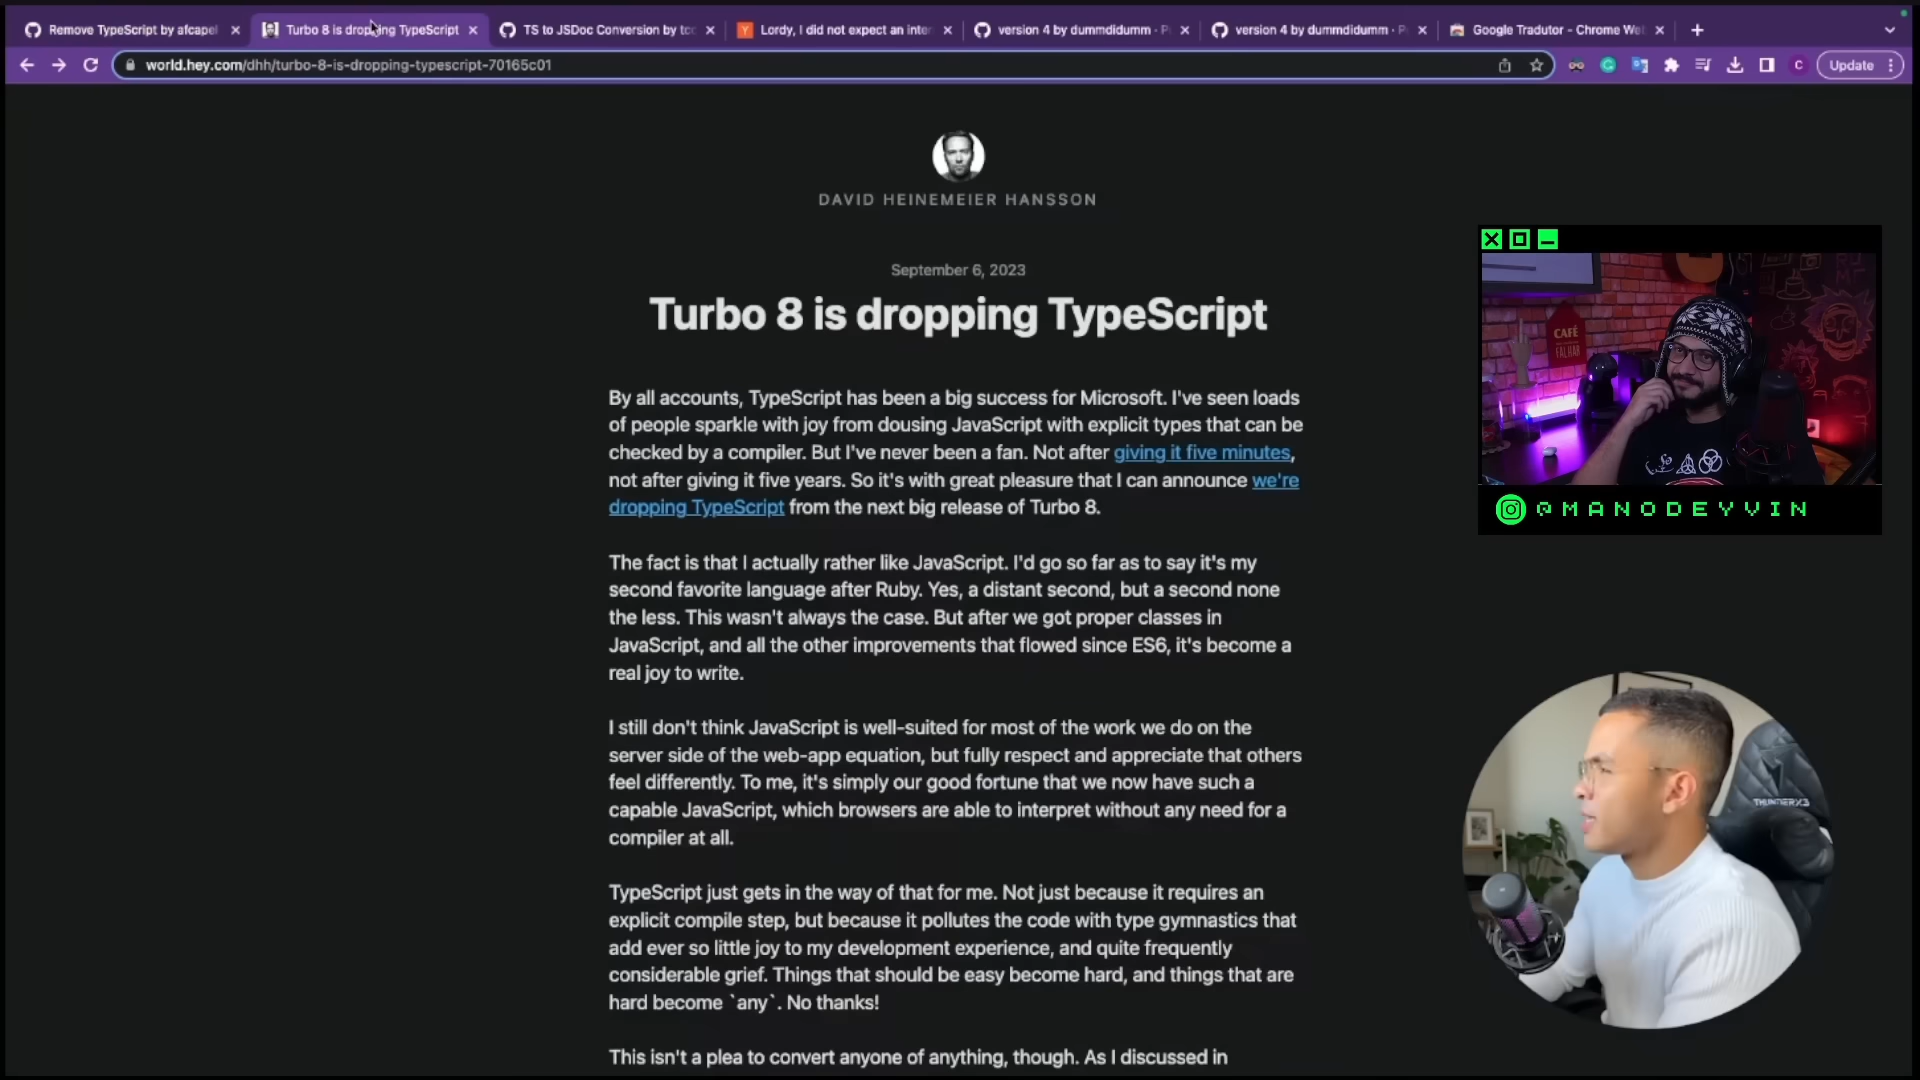 Remove TypeScript by afcapel
Turbo 8 is dropping TypeScript
TS to JSDoc Conversion by tcc
Lordy, I did not expect an inter
version 4 by dummdidumm · P
version 4 by dummdidumm · P
Google Tradutor - Chrome Web
world.hey.com/dhh/turbo-8-is-dropping-typescript-70165c01
C
Update
DAVID HEINEMEIER HANSSON
September 6, 2023
Turbo 8 is dropping TypeScript
By all accounts, TypeScript has been a big success for Microsoft. I've seen loads
of people sparkle with joy from dousing JavaScript with explicit types that can be
checked by a compiler. But I've never been a fan. Not after giving it five minutes,
not after giving it five years. So it's with great pleasure that I can announce we're
dropping TypeScript from the next big release of Turbo 8.
The fact is that I actually rather like JavaScript. I'd go so far as to say it's my
second favorite language after Ruby. Yes, a distant second, but a second none
the less. This wasn't always the case. But after we got proper classes in
JavaScript, and all the other improvements that flowed since ES6, it's become a
real joy to write.
I still don't think JavaScript is well-suited for most of the work we do on the
server side of the web-app equation, but fully respect and appreciate that others
feel differently. To me, it's simply our good fortune that we now have such a
capable JavaScript, which browsers are able to interpret without any need for a
compiler at all.
TypeScript just gets in the way of that for me. Not just because it requires an
explicit compile step, but because it pollutes the code with type gymnastics that
add ever so little joy to my development experience, and quite frequently
considerable grief. Things that should be easy become hard, and things that are
hard become `any`. No thanks!
This isn't a plea to convert anyone of anything, though. As I discussed in
CAFÉ
FALHAR
@MANODEYVIN
THUNDERX3